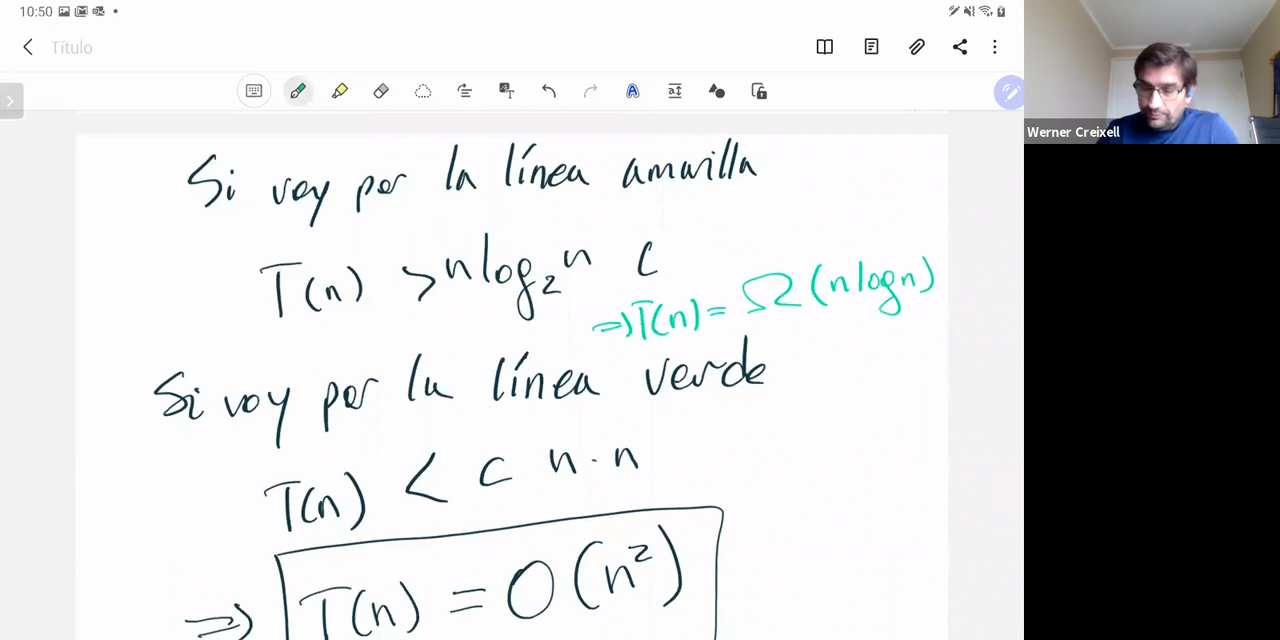 10:50
Título
Werner Creixell
Si voy por la línea amarilla
T(n) > n log₂ n c
⇒ T(n) = Ω(n log n)
Si voy por la línea verde
T(n) < c n · n
⇒ T(n) = O(n²)